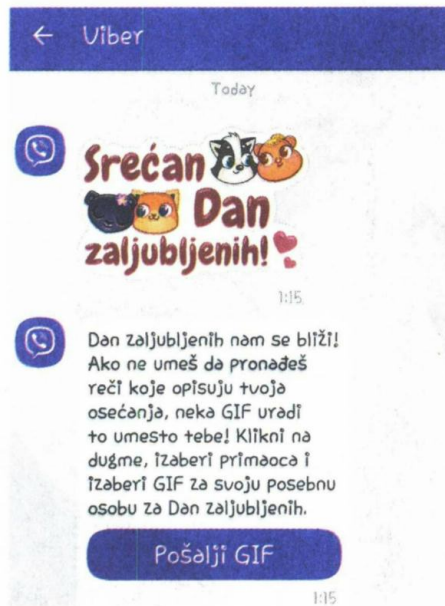 ← Viber
Today
Srećan
Dan
zaljubljenih!
1:15
Dan zaljubljenih nam se bliži!
Ako ne umeš da pronađeš
reči koje opisuju tvoja
osećanja, neka GIF uradi
to umesto tebe! Klikni na
dugme, izaberi primaoca i
izaberi GIF za svoju posebnu
osobu za Dan zaljubljenih.
Pošalji GIF
1:15